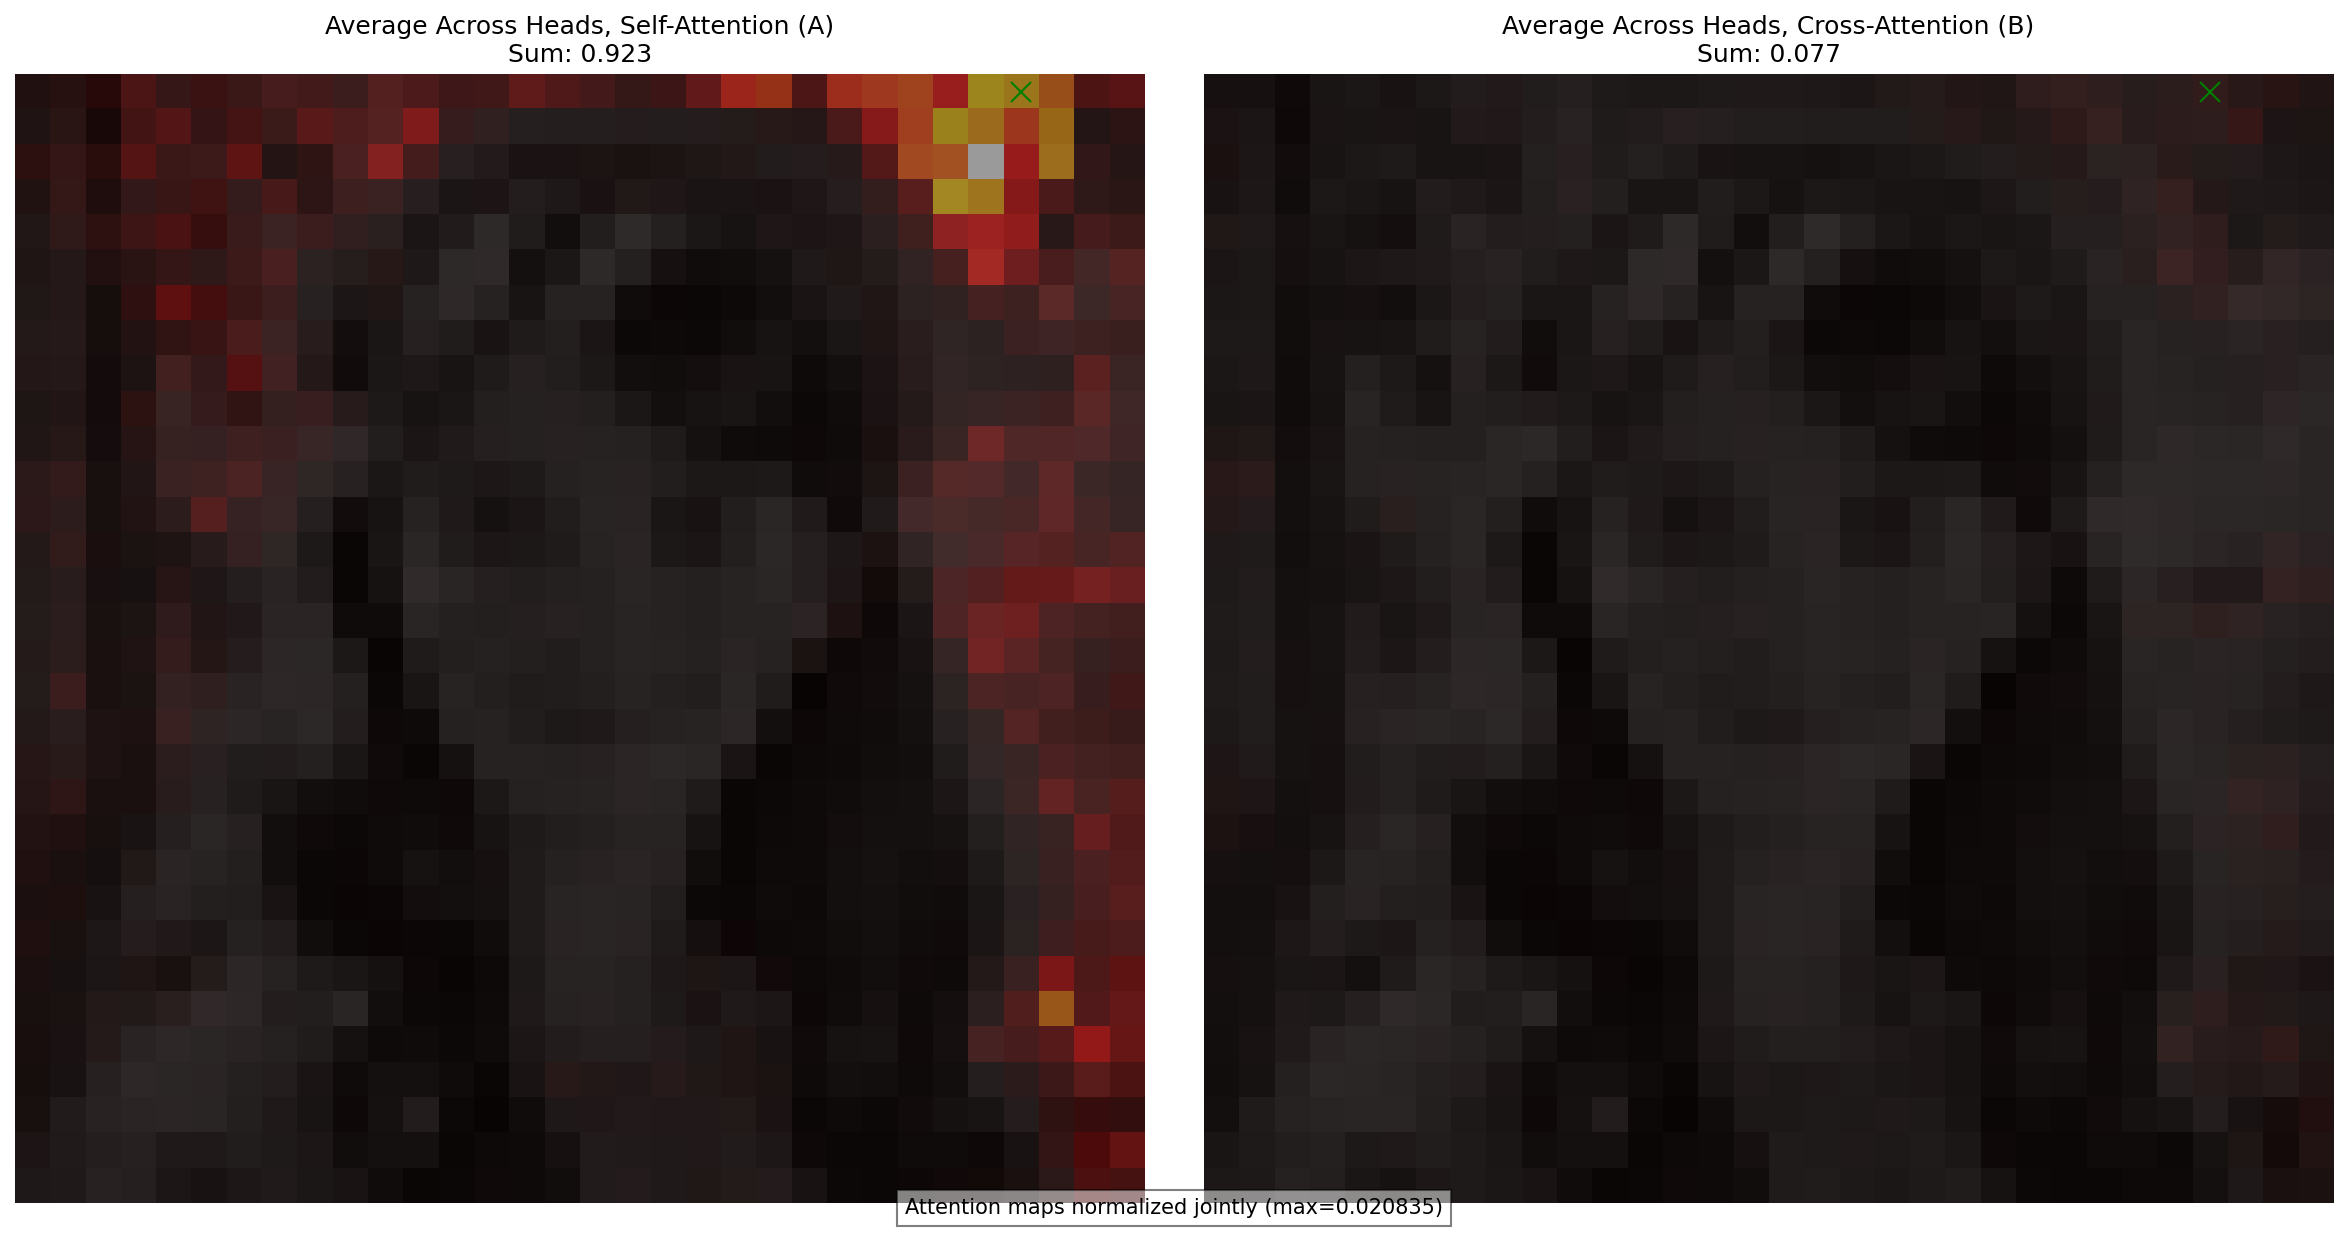 Average Across Heads, Self-Attention (A)
Sum: 0.923
Average Across Heads, Cross-Attention (B)
Sum: 0.077
Attention maps normalized jointly (max=0.020835)